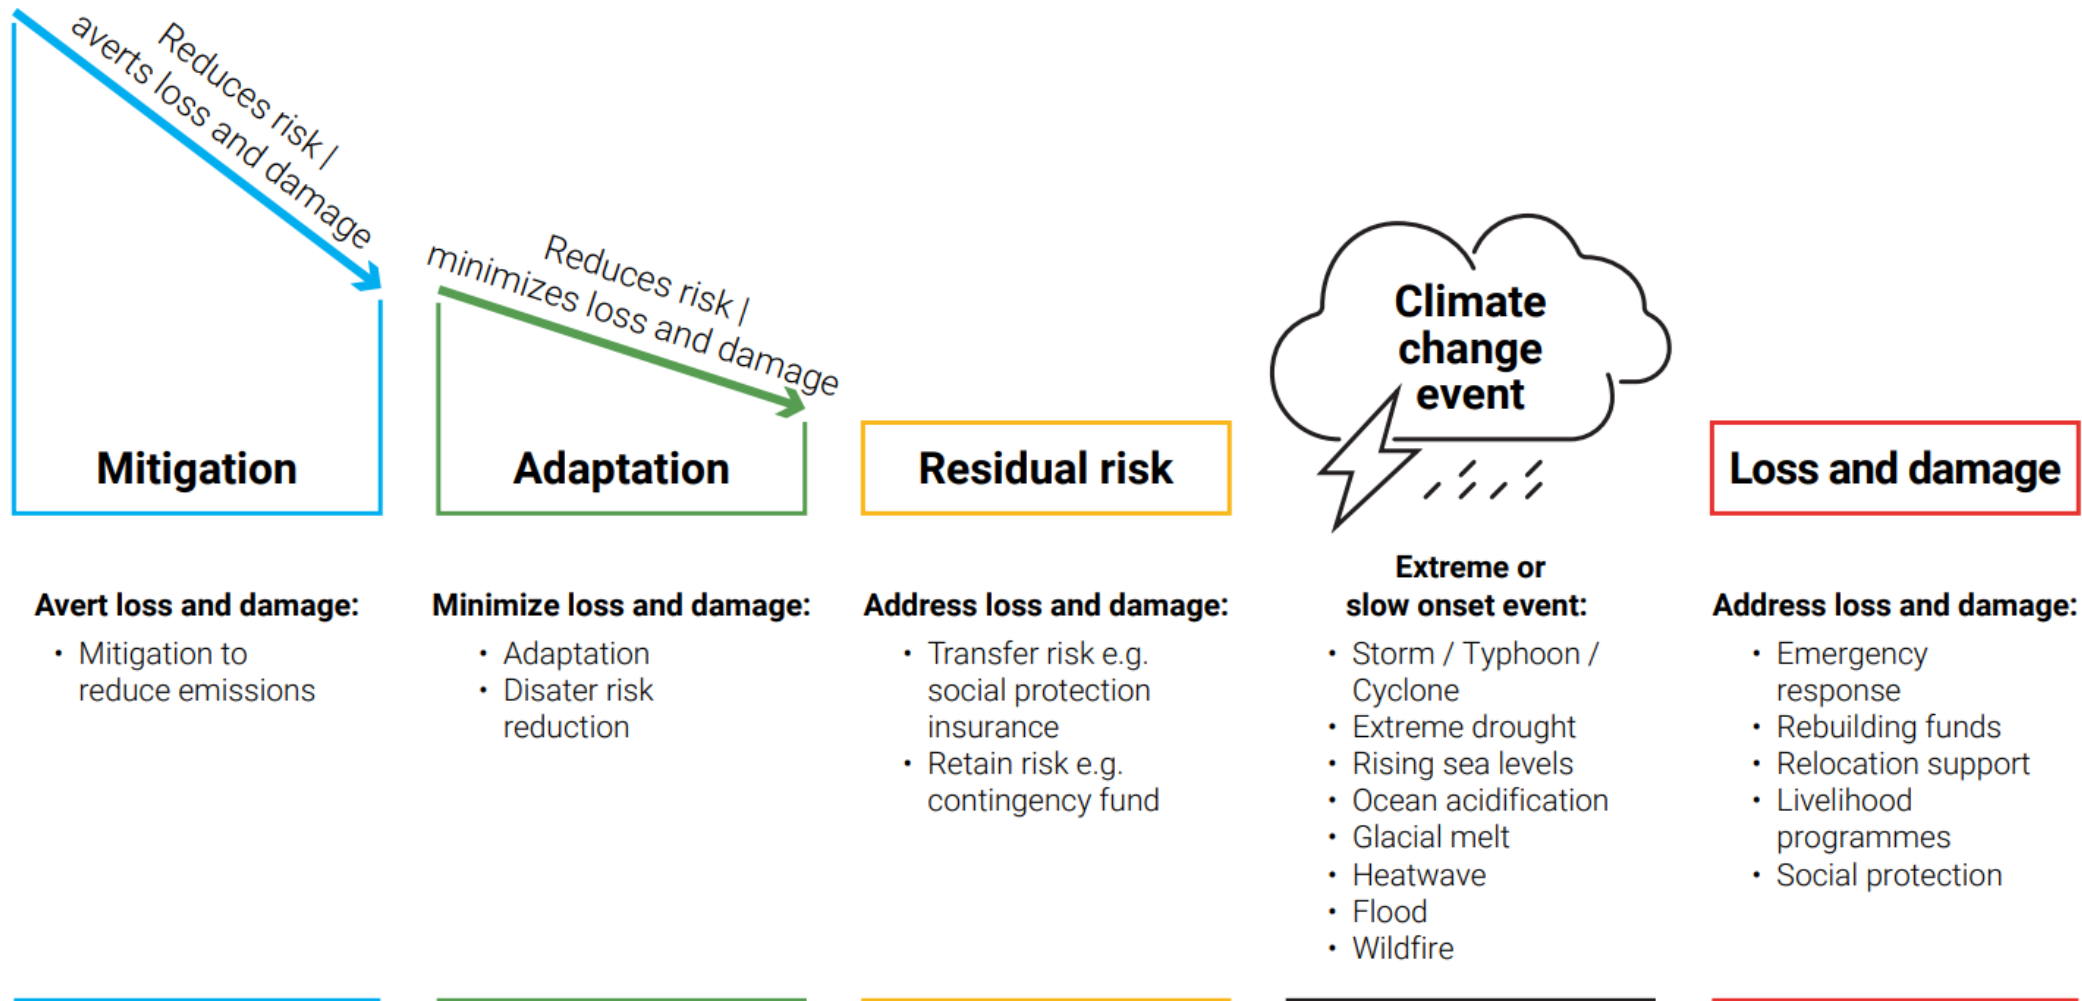 Reduces risk |
averts loss and damage
Reduces risk |
minimizes loss and damage
Climate
change
event
Mitigation
Adaptation
Residual risk
Loss and damage
Avert loss and damage:
• Mitigation to
reduce emissions
Minimize loss and damage:
• Adaptation
• Disater risk
reduction
Address loss and damage:
• Transfer risk e.g.
social protection
insurance
• Retain risk e.g.
contingency fund
Extreme or
slow onset event:
• Storm / Typhoon /
Cyclone
• Extreme drought
• Rising sea levels
• Ocean acidification
• Glacial melt
• Heatwave
• Flood
• Wildfire
Address loss and damage:
• Emergency
response
• Rebuilding funds
• Relocation support
• Livelihood
programmes
• Social protection